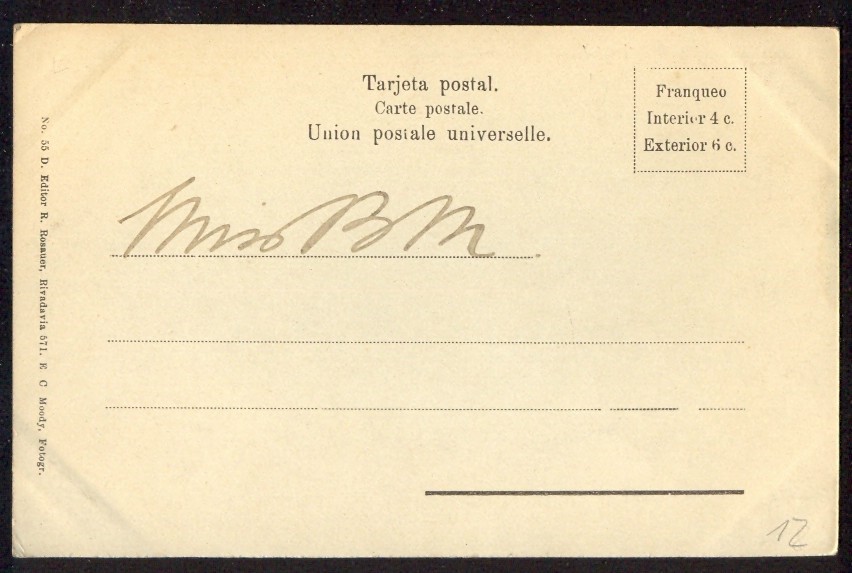 Tarjeta postal.
Carte postale.
Union postale universelle.
Franqueo
Interior 4 c.
Exterior 6 c.
Miss B M
No. 55 D. Editor R. Rosauer, Rivadavia 571. E C Moody, Fotogr.
12